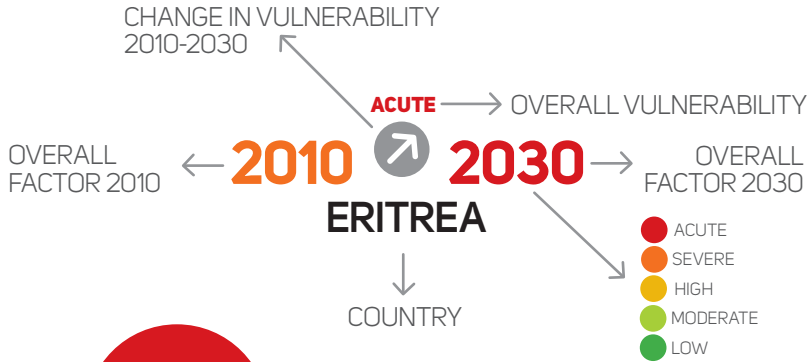 CHANGE IN VULNERABILITY
2010-2030
ACUTE
OVERALL VULNERABILITY
OVERALL
FACTOR 2010
2010
2030
OVERALL
FACTOR 2030
ERITREA
COUNTRY
ACUTE
SEVERE
HIGH
MODERATE
LOW